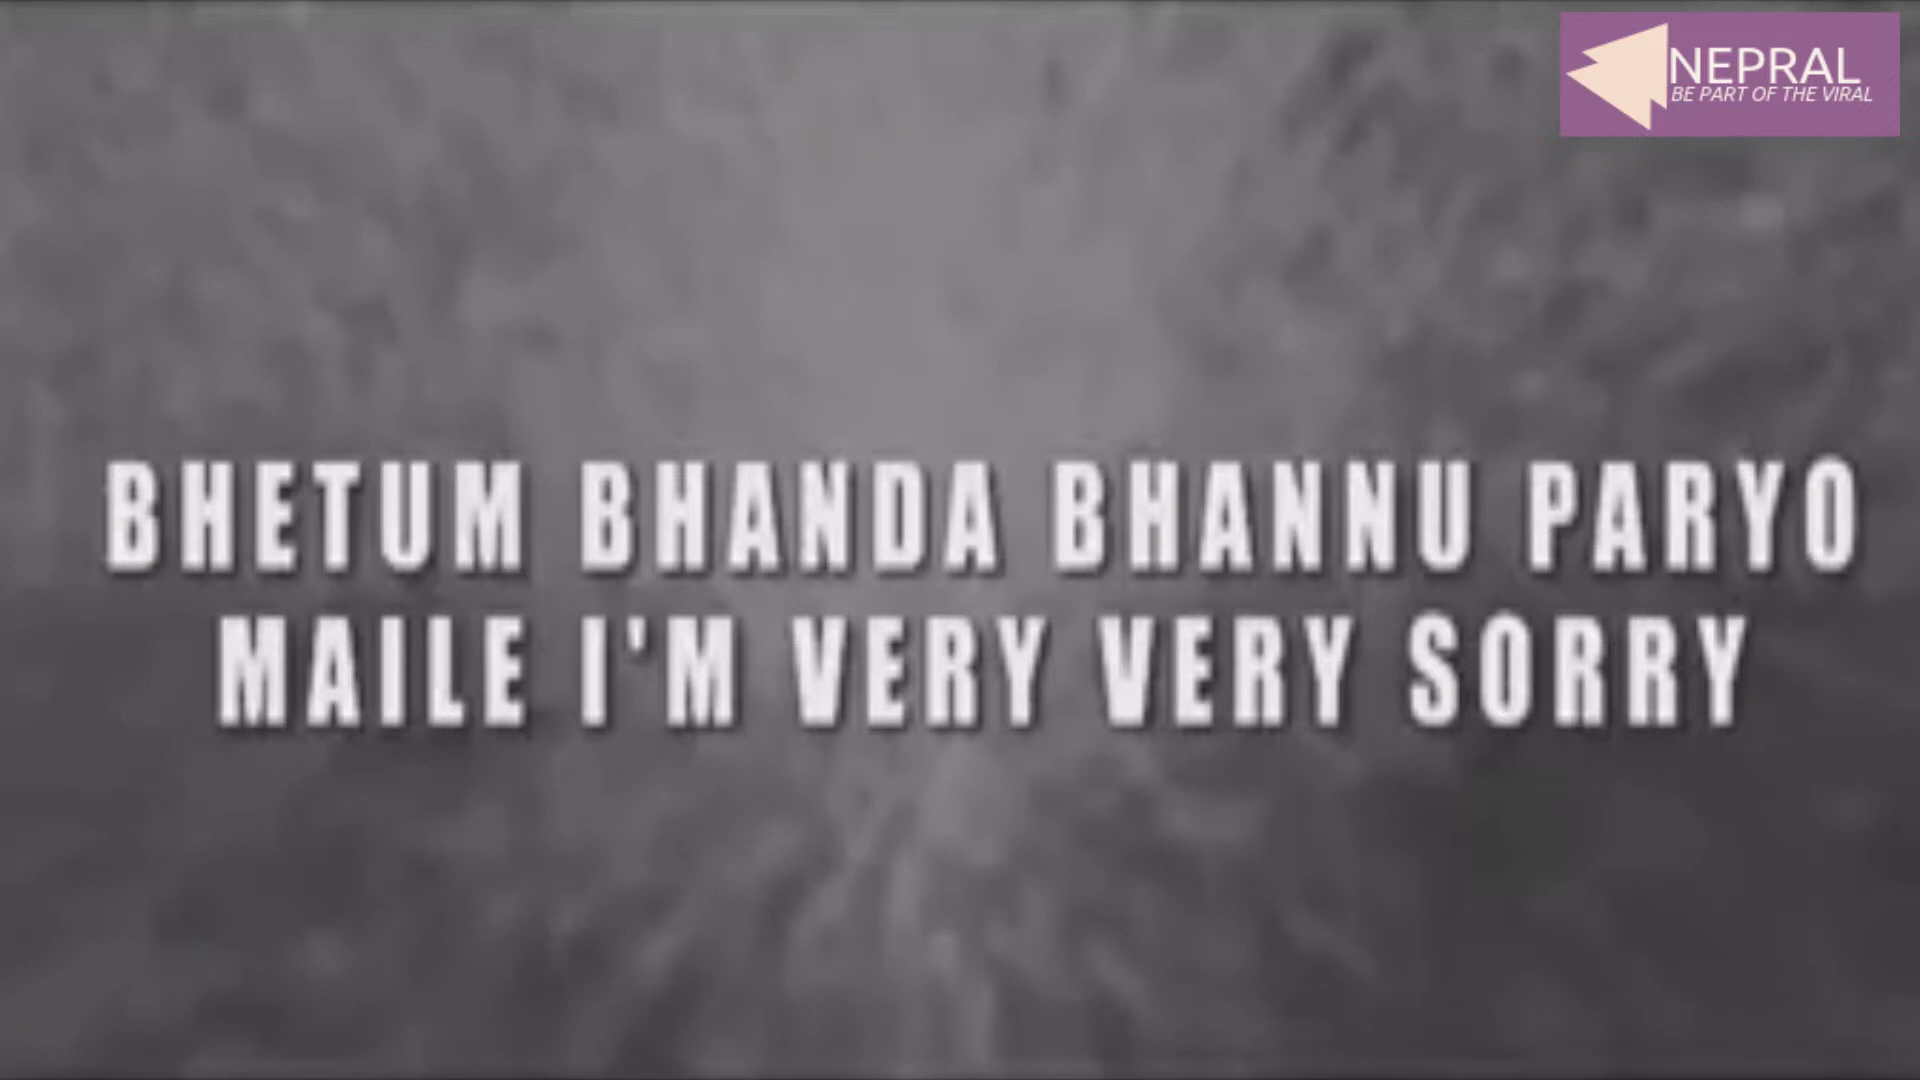 NEPRAL
BE PART OF THE VIRAL
BHETUM BHANDA BHANNU PARYO
MAILE I'M VERY VERY SORRY